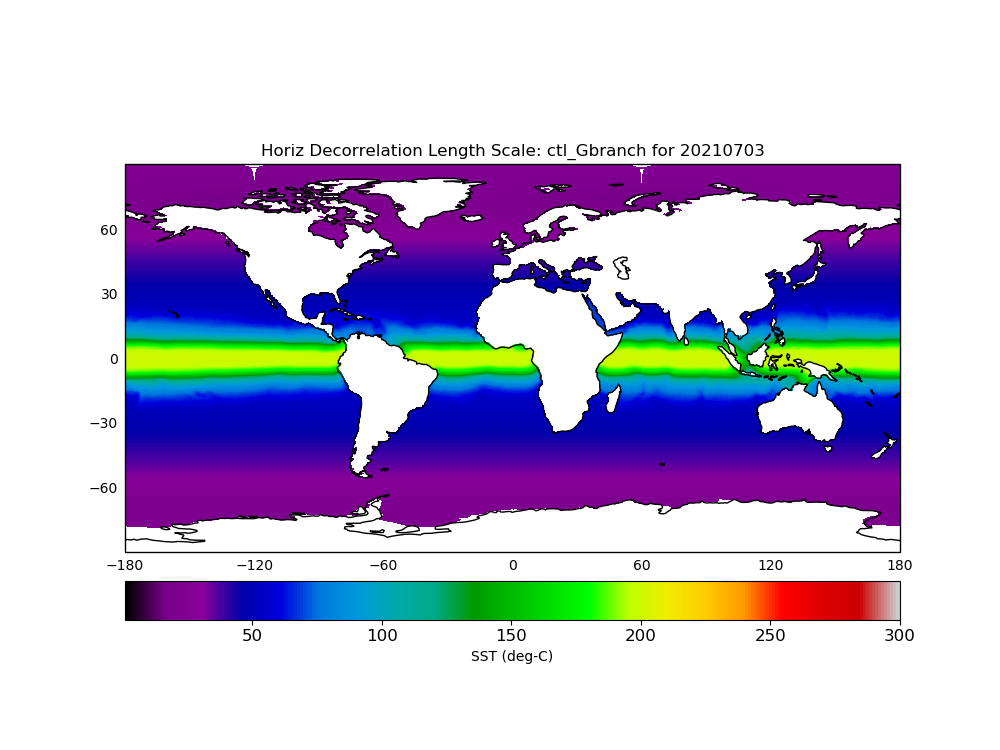 Horiz Decorrelation Length Scale: ctl_Gbranch for 20210703
60
30
0
−30
−60
−180 −120 −60 0 60 120 180
50 100 150 200 250 300
SST (deg-C)